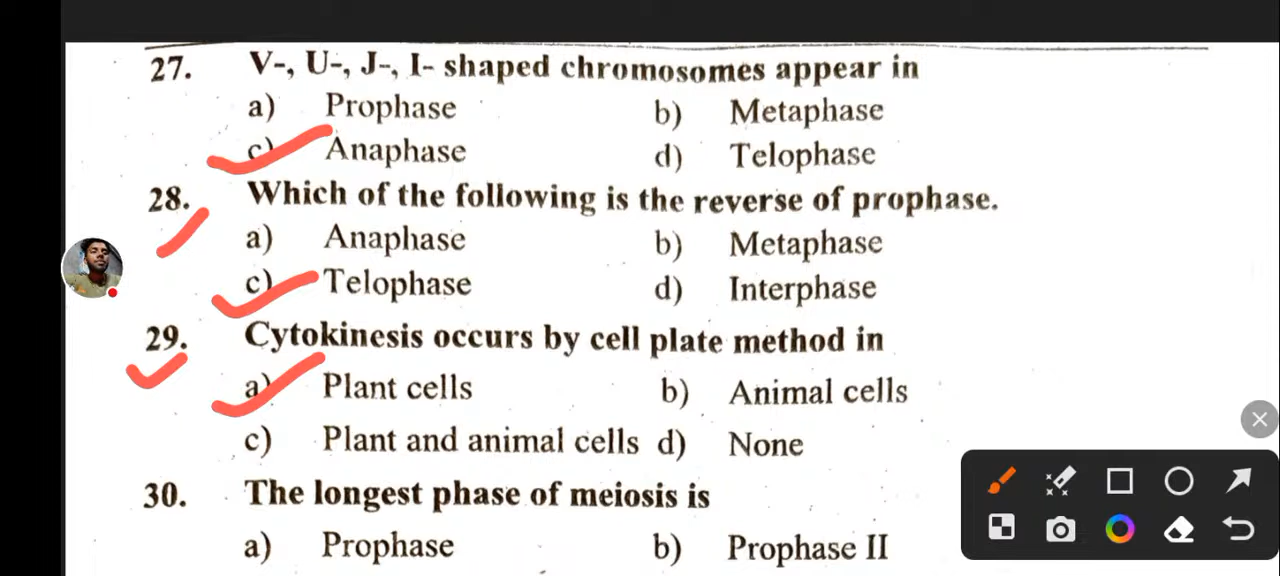 27. V-, U-, J-, I- shaped chromosomes appear in
a) Prophase b) Metaphase
c) Anaphase d) Telophase
28. Which of the following is the reverse of prophase.
a) Anaphase b) Metaphase
c) Telophase d) Interphase
29. Cytokinesis occurs by cell plate method in
a) Plant cells b) Animal cells
c) Plant and animal cells d) None
30. The longest phase of meiosis is
a) Prophase b) Prophase II